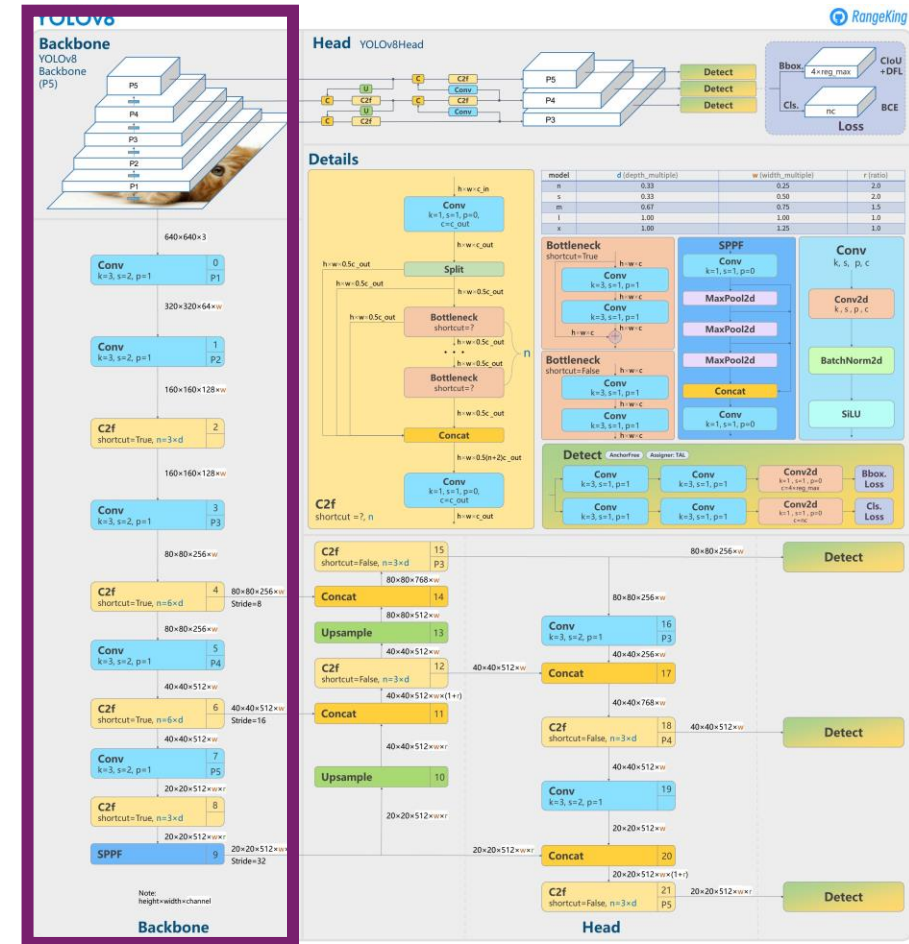 YOLOv8
RangeKing
Backbone
YOLOv8
Backbone
(P5)
P5
P4
P3
P2
P1
640×640×3
Conv 0
k=3, s=2, p=1 P1
320×320×64×w
Conv 1
k=3, s=2, p=1 P2
160×160×128×w
C2f 2
shortcut=True, n=3×d
160×160×128×w
Conv 3
k=3, s=2, p=1 P3
80×80×256×w
C2f 4
shortcut=True, n=6×d
80×80×256×w
Stride=8
80×80×256×w
Conv 5
k=3, s=2, p=1 P4
40×40×512×w
C2f 6
shortcut=True, n=6×d
40×40×512×w
Stride=16
40×40×512×w
Conv 7
k=3, s=2, p=1 P5
20×20×512×w×r
C2f 8
shortcut=True, n=3×d
20×20×512×w×r
SPPF 9
20×20×512×w
Stride=32
Note:
height×width×channel
Backbone
Head YOLOv8Head
C C2f
U Conv
C C2f C C2f
U Conv
C C2f
P5
P4
P3
Detect
Detect
Detect
Bbox.
4×reg_max
CIoU
+DFL
Cls.
nc
BCE
Loss
Details
h×w×c_in
Conv
k=1, s=1, p=0,
c=c_out
h×w×c_out
h×w×0.5c_out
Split
h×w×0.5c_out
h×w×0.5c_out
h×w×0.5c_out
Bottleneck
shortcut=?
h×w×0.5c_out
• • •
n
h×w×0.5c_out
Bottleneck
shortcut=?
h×w×0.5c_out
Concat
h×w×0.5(n+2)c_out
Conv
k=1, s=1, p=0,
c=c_out
h×w×c_out
C2f
shortcut =?, n
model d (depth_multiple) w (width_multiple) r (ratio)
n 0.33 0.25 2.0
s 0.33 0.50 2.0
m 0.67 0.75 1.5
l 1.00 1.00 1.0
x 1.00 1.25 1.0
Bottleneck
shortcut=True
h×w×c
Conv
k=3, s=1, p=1
h×w×c
Conv
k=3, s=1, p=1
h×w×c
h×w×c
+
Bottleneck
shortcut=False
h×w×c
Conv
k=3, s=1, p=1
h×w×c
Conv
k=3, s=1, p=1
h×w×c
SPPF
Conv
k=1, s=1, p=0
MaxPool2d
MaxPool2d
MaxPool2d
Concat
Conv
k=1, s=1, p=0
Conv
k, s, p, c
Conv2d
k, s, p, c
BatchNorm2d
SiLU
Detect AnchorFree Assigner: TAL
Conv
k=3, s=1, p=1
Conv
k=3, s=1, p=1
Conv2d
k=1, s=1, p=0
c=4×reg_max
Bbox.
Loss
Conv
k=3, s=1, p=1
Conv
k=3, s=1, p=1
Conv2d
k=1, s=1, p=0
c=nc
Cls.
Loss
C2f 15
shortcut=False, n=3×d P3
80×80×256×w
Detect
80×80×768×w
Concat 14
80×80×512×w
Upsample 13
40×40×512×w
C2f 12
shortcut=False, n=3×d
40×40×512×w
40×40×512×w×(1+r)
Concat 11
40×40×512×w×r
Upsample 10
20×20×512×w×r
80×80×256×w
Conv 16
k=3, s=2, p=1 P3
40×40×256×w
Concat 17
40×40×768×w
C2f 18
shortcut=False, n=3×d P4
40×40×512×w
Detect
40×40×512×w
Conv 19
k=3, s=2, p=1
20×20×512×w
20×20×512×w×r
Concat 20
20×20×512×w×(1+r)
C2f 21
shortcut=False, n=3×d P5
20×20×512×w×r
Detect
Head